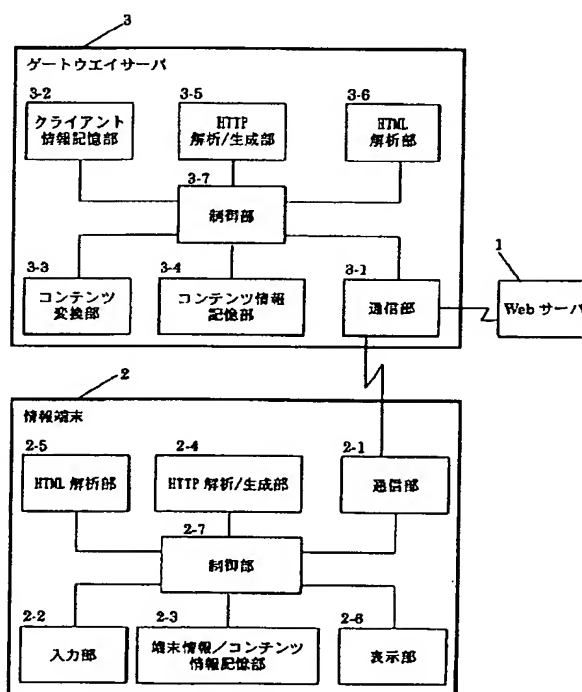 3
ゲートウエイサーバ
3-2
クライアント
情報記憶部
3-5
HTTP
解析/生成部
3-6
HTML
解析部
3-7
制御部
3-3
コンテンツ
変換部
3-4
コンテンツ情報
記憶部
3-1
通信部
1
Web サーバ
2
情報端末
2-5
HTML 解析部
2-4
HTTP 解析/生成部
2-1
通信部
2-7
制御部
2-2
入力部
2-3
端末情報/コンテンツ
情報記憶部
2-6
表示部